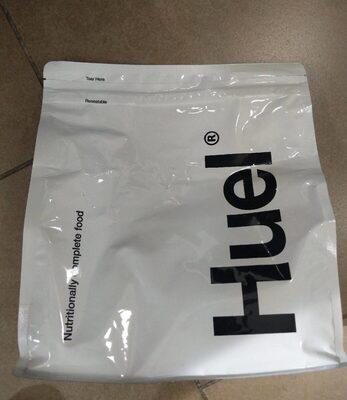 Tear Here
Resealable
Huel®
Nutritionally complete food